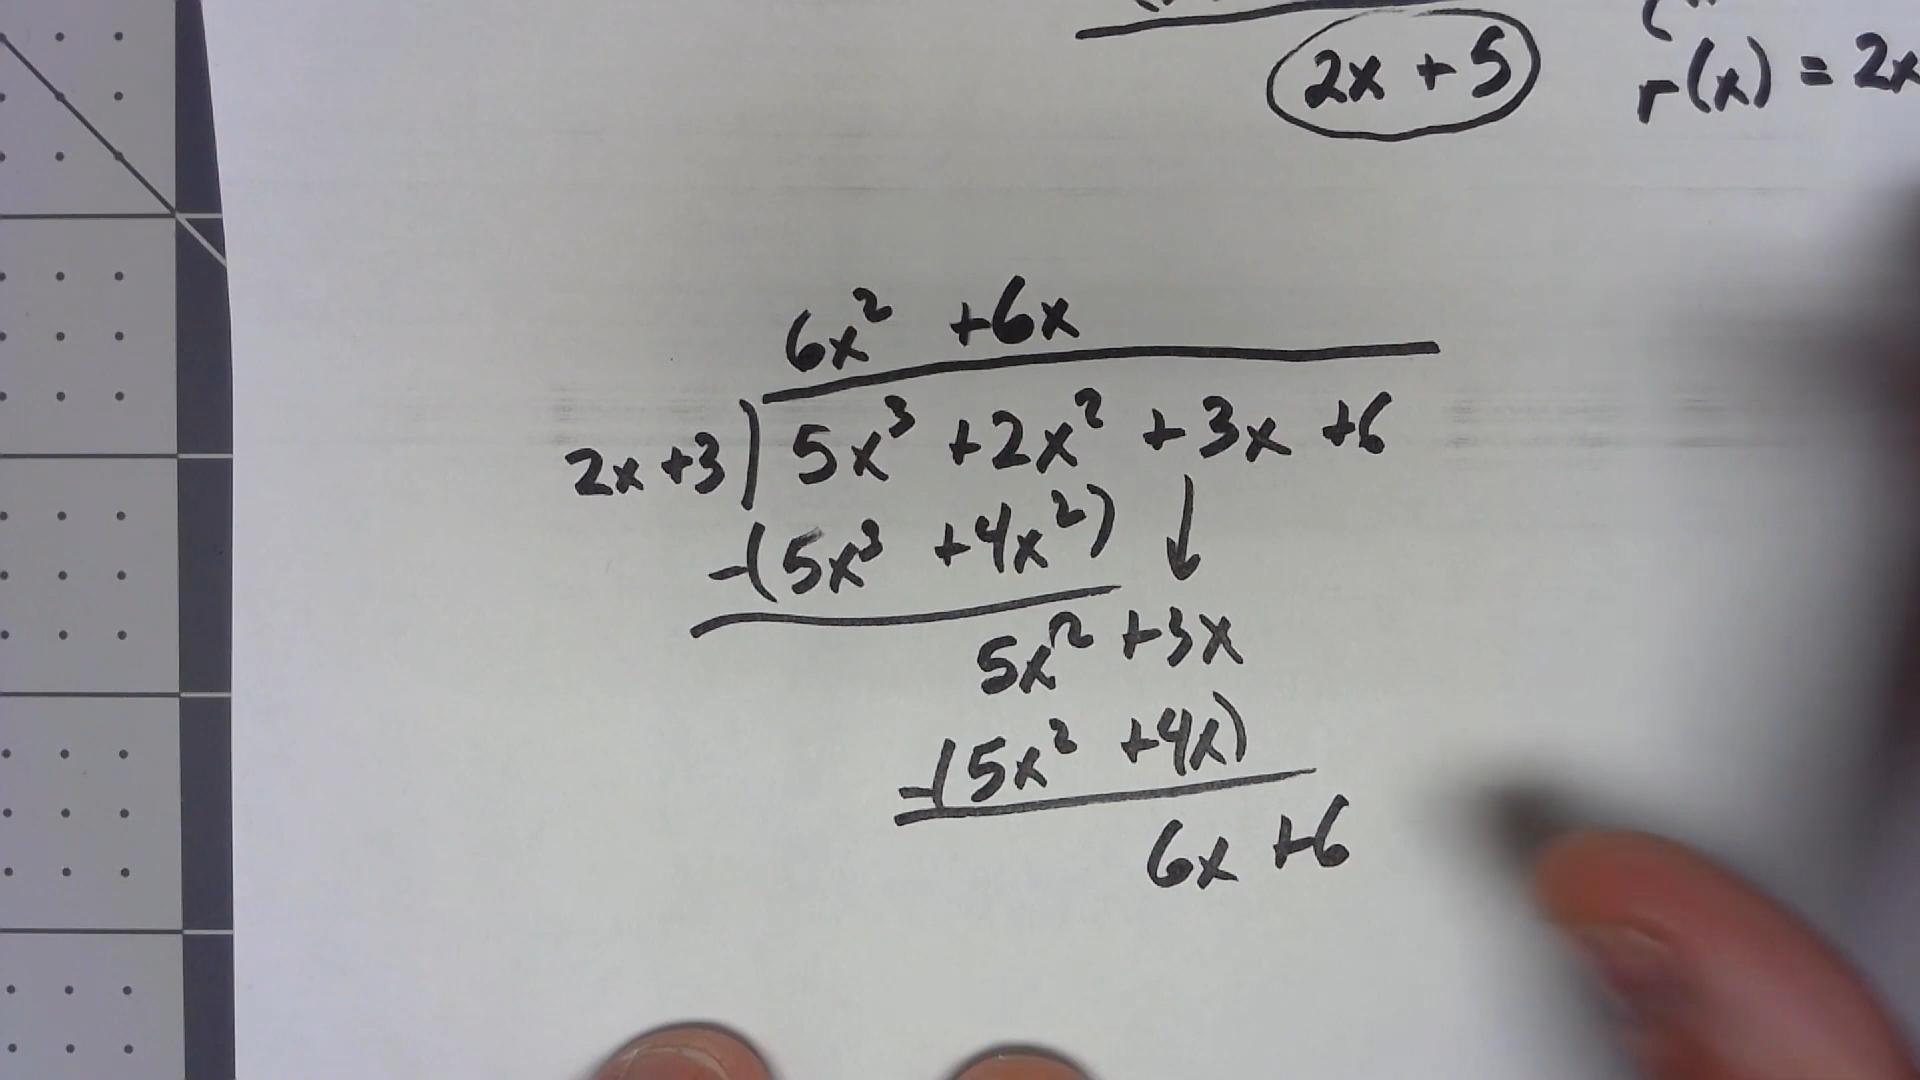 2x + 5
r(x) = 2x
6x² +6x
2x +3 ) 5x³ +2x² +3x +6
-(5x³ +4x²) ↓
5x² +3x
-(5x² +4x)
6x +6